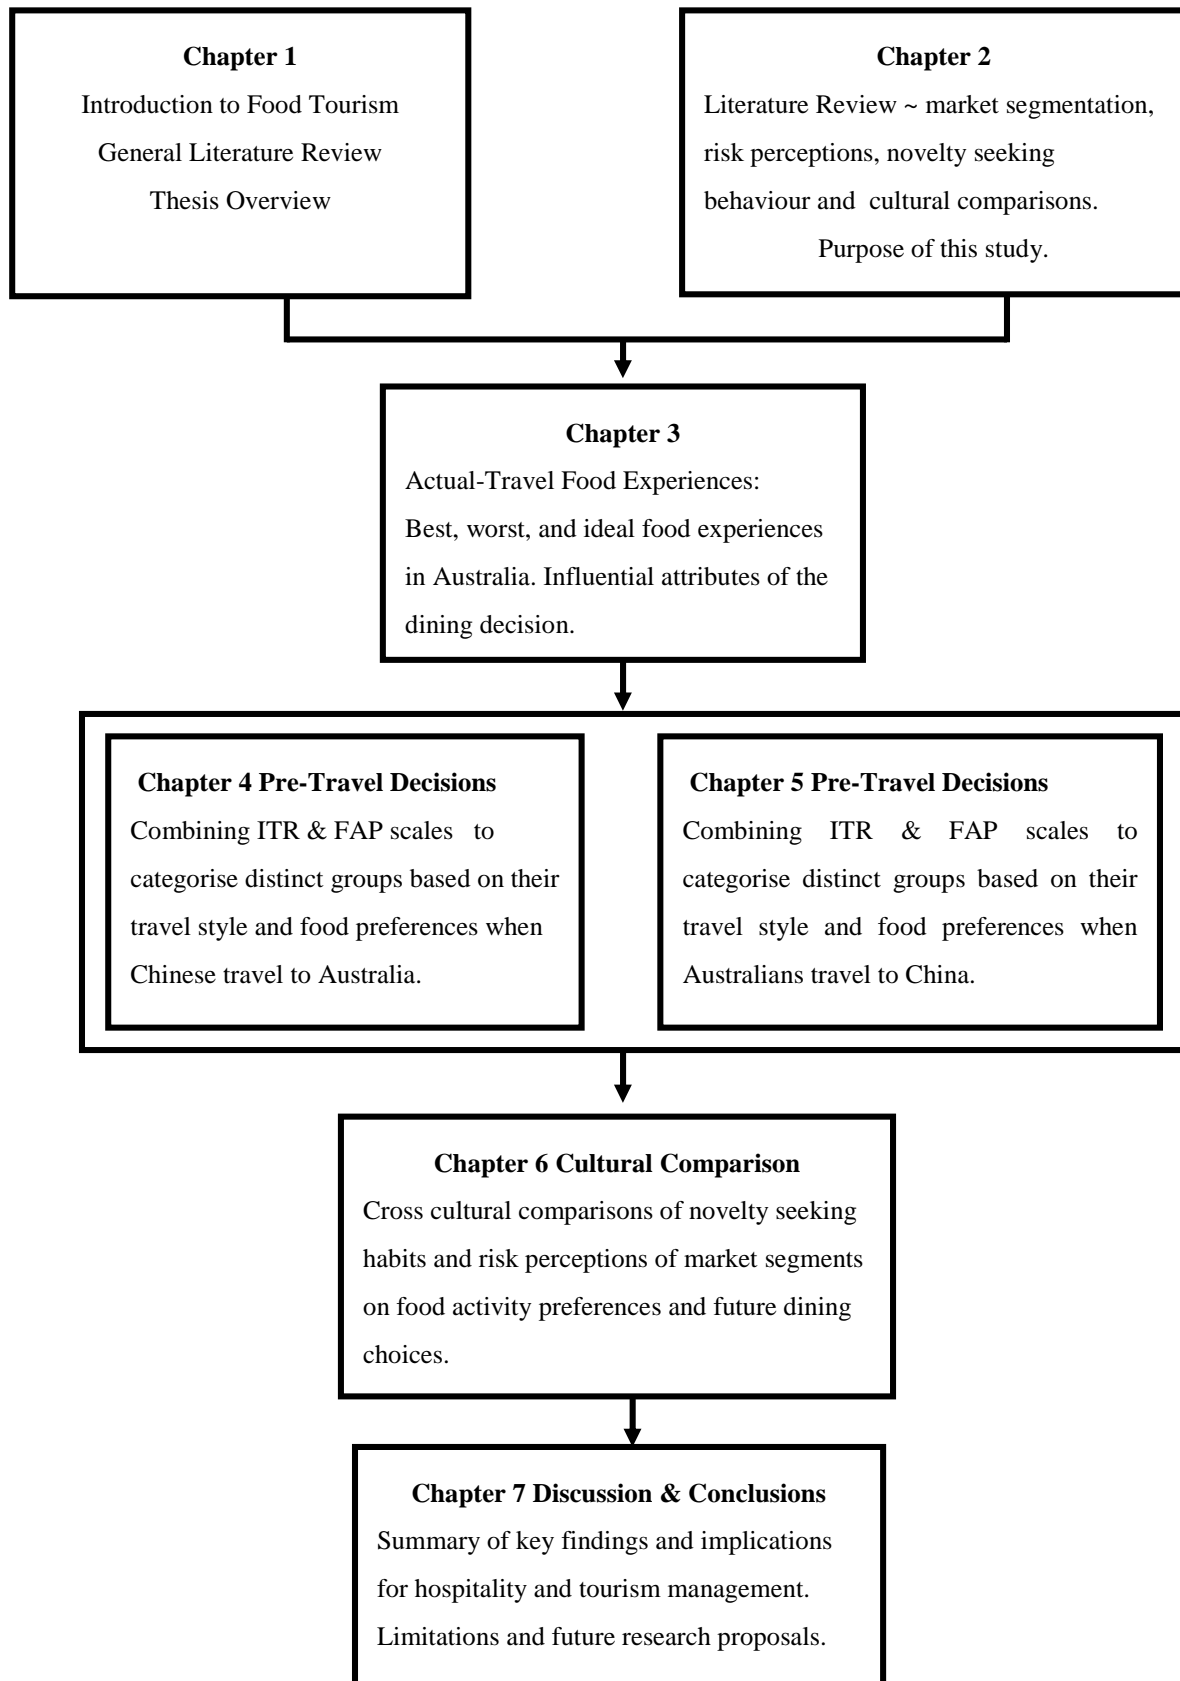 Chapter 1
Introduction to Food Tourism
General Literature Review
Thesis Overview
Chapter 2
Literature Review ~ market segmentation,
risk perceptions, novelty seeking
behaviour and cultural comparisons.
Purpose of this study.
Chapter 3
Actual-Travel Food Experiences:
Best, worst, and ideal food experiences
in Australia. Influential attributes of the
dining decision.
Chapter 4 Pre-Travel Decisions
Combining ITR & FAP scales to
categorise distinct groups based on their
travel style and food preferences when
Chinese travel to Australia.
Chapter 5 Pre-Travel Decisions
Combining ITR & FAP scales to
categorise distinct groups based on their
travel style and food preferences when
Australians travel to China.
Chapter 6 Cultural Comparison
Cross cultural comparisons of novelty seeking
habits and risk perceptions of market segments
on food activity preferences and future dining
choices.
Chapter 7 Discussion & Conclusions
Summary of key findings and implications
for hospitality and tourism management.
Limitations and future research proposals.